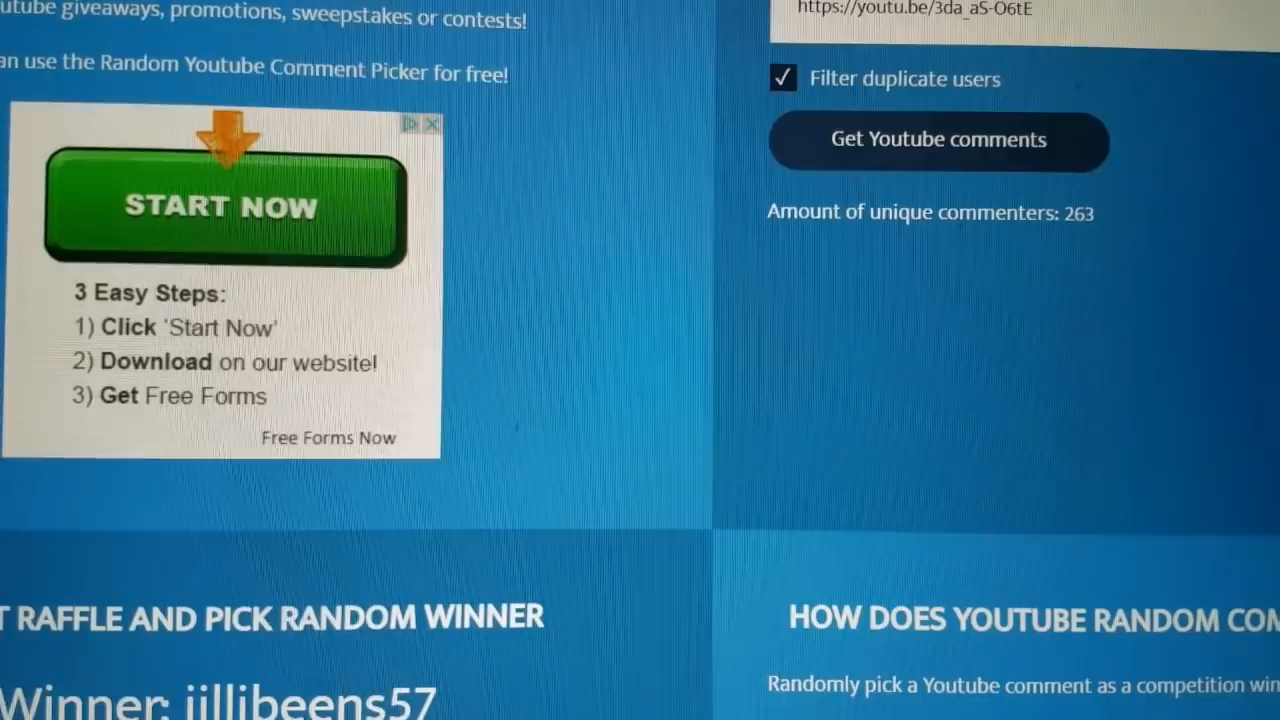 utube giveaways, promotions, sweepstakes or contests!
an use the Random Youtube Comment Picker for free!
START NOW
3 Easy Steps:
1) Click 'Start Now'
2) Download on our website!
3) Get Free Forms
Free Forms Now
https://youtu.be/3da_aS-O6tE
✓ Filter duplicate users
Get Youtube comments
Amount of unique commenters: 263
T RAFFLE AND PICK RANDOM WINNER
Winner: jillibeens57
HOW DOES YOUTUBE RANDOM COM
Randomly pick a Youtube comment as a competition win